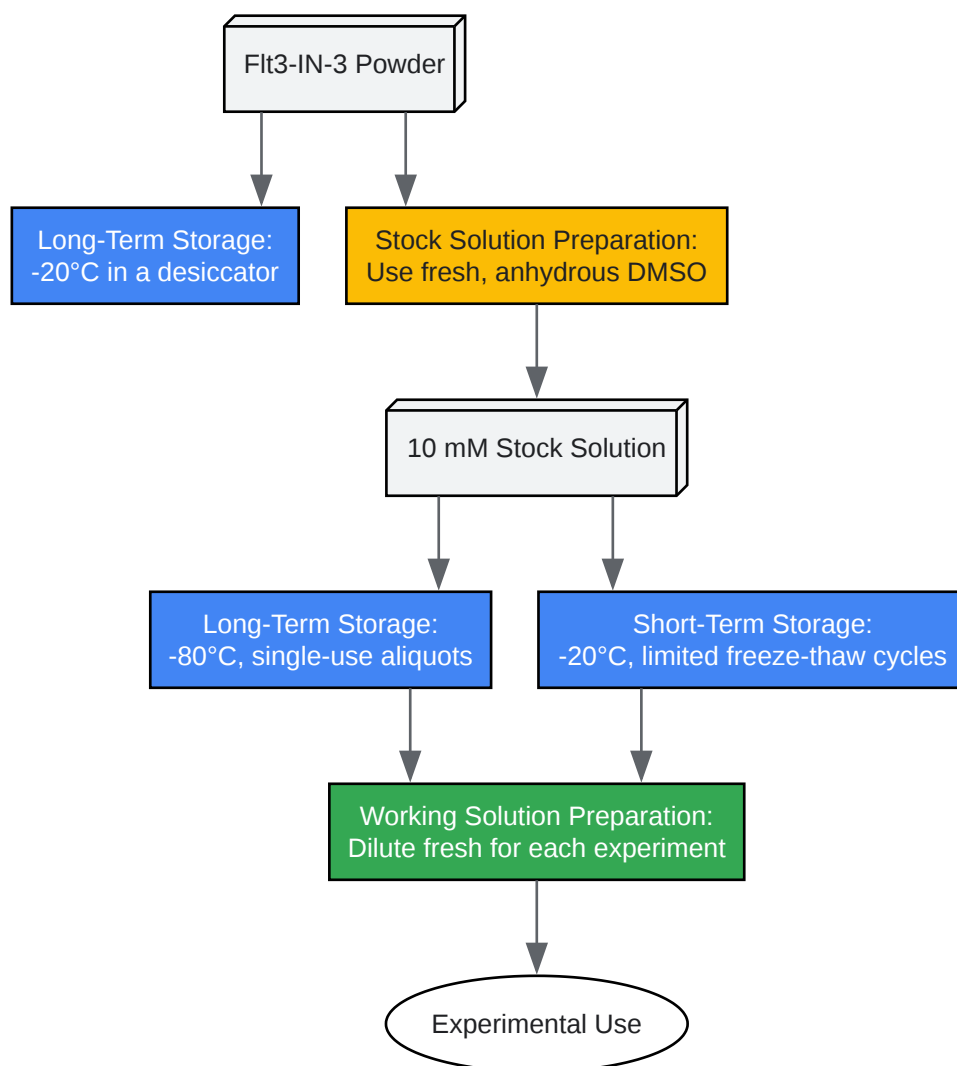 Flt3-IN-3 Powder
Long-Term Storage:
-20°C in a desiccator
Stock Solution Preparation:
Use fresh, anhydrous DMSO
10 mM Stock Solution
Long-Term Storage:
-80°C, single-use aliquots
Short-Term Storage:
-20°C, limited freeze-thaw cycles
Working Solution Preparation:
Dilute fresh for each experiment
Experimental Use